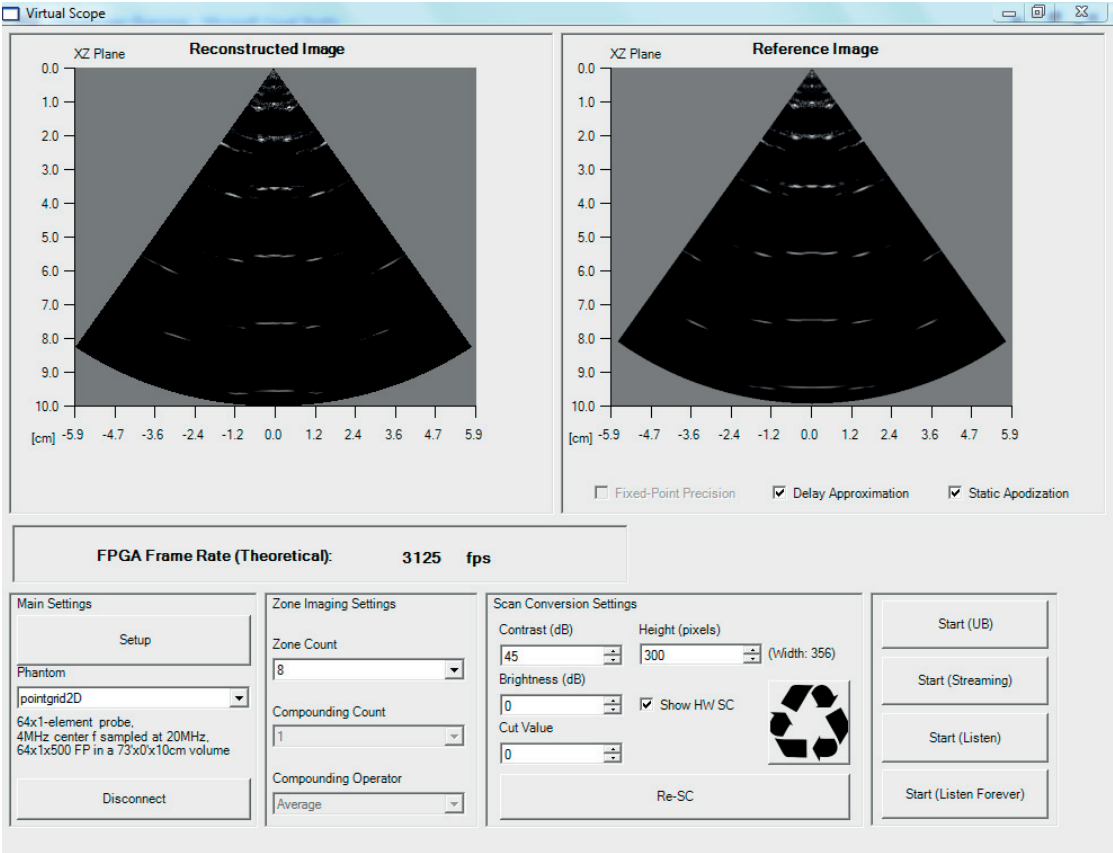 Virtual Scope
XZ Plane
Reconstructed Image
0.0
1.0
2.0
3.0
4.0
5.0
6.0
7.0
8.0
9.0
10.0
[cm] -5.9 -4.7 -3.6 -2.4 -1.2 0.0 1.2 2.4 3.6 4.7 5.9
XZ Plane
Reference Image
0.0
1.0
2.0
3.0
4.0
5.0
6.0
7.0
8.0
9.0
10.0
[cm] -5.9 -4.7 -3.6 -2.4 -1.2 0.0 1.2 2.4 3.6 4.7 5.9
Fixed-Point Precision Delay Approximation Static Apodization
FPGA Frame Rate (Theoretical): 3125 fps
Main Settings
Setup
Phantom
pointgrid2D
64x1-element probe,
4MHz center f sampled at 20MHz,
64x1x500 FP in a 73'x0'x10cm volume
Disconnect
Zone Imaging Settings
Zone Count
8
Compounding Count
1
Compounding Operator
Average
Scan Conversion Settings
Contrast (dB) Height (pixels)
45 300 (Width: 356)
Brightness (dB)
0 Show HW SC
Cut Value
0
Re-SC
Start (UB)
Start (Streaming)
Start (Listen)
Start (Listen Forever)